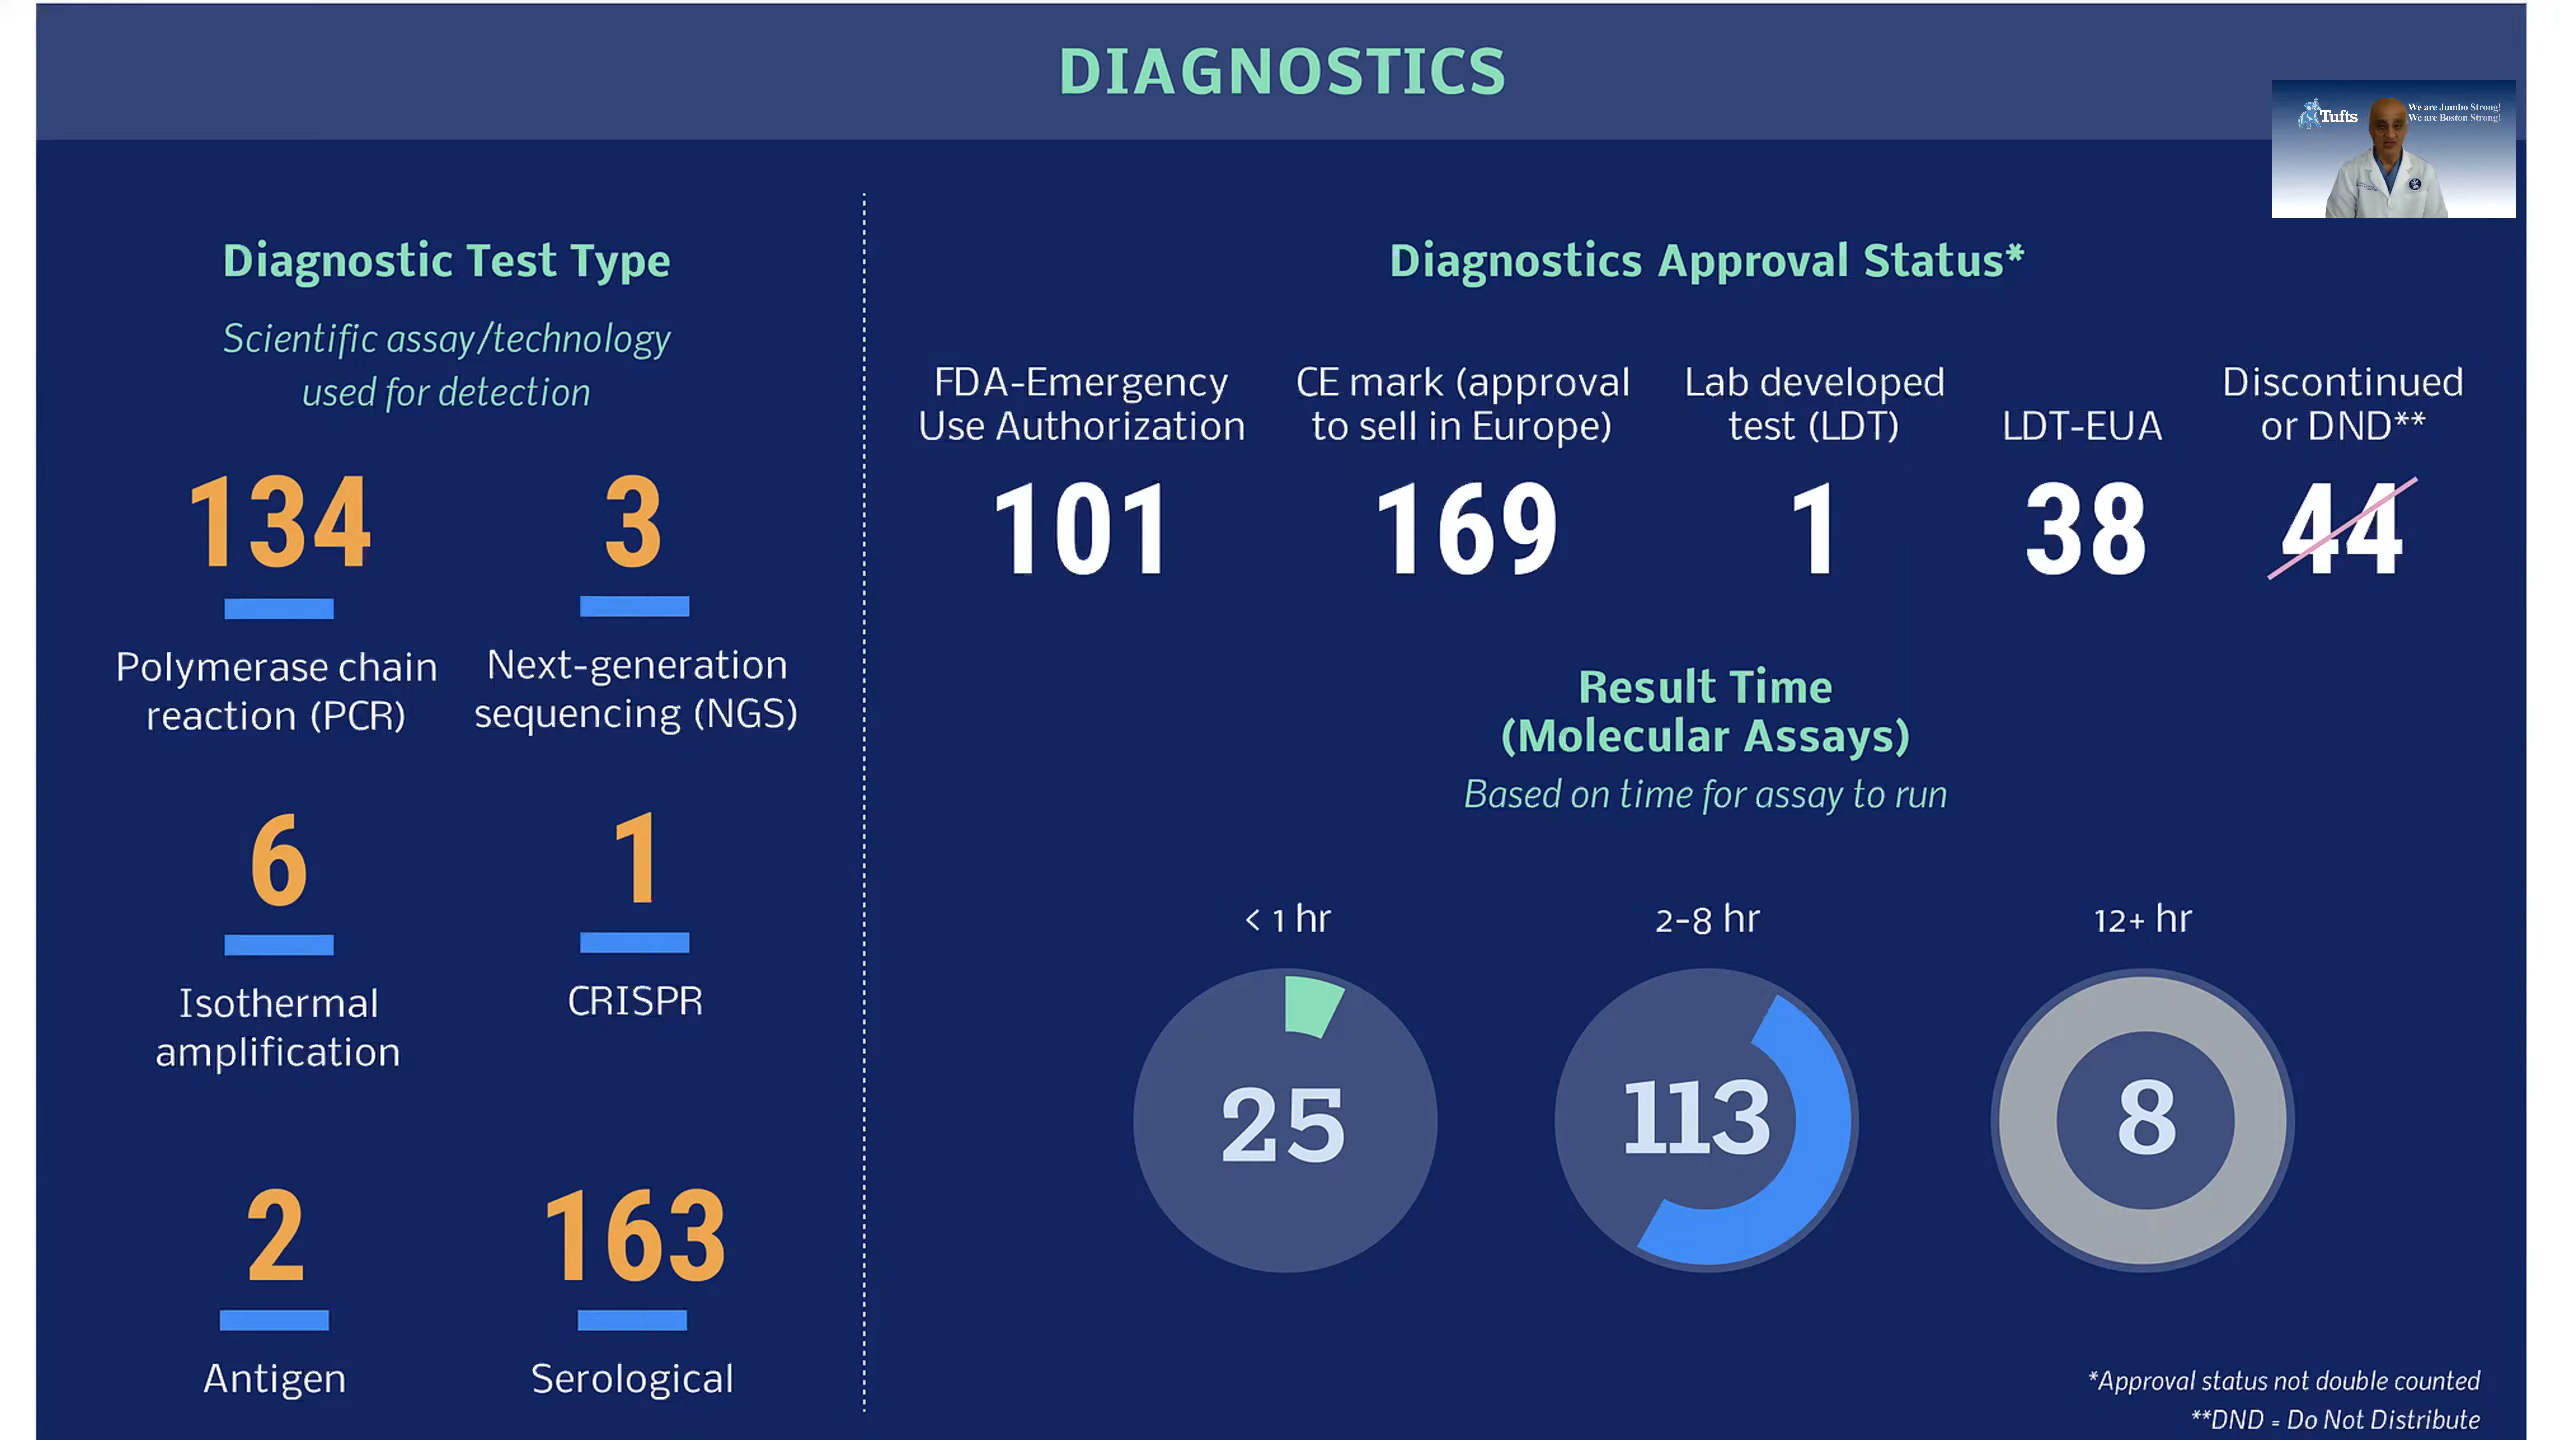 DIAGNOSTICS
Tufts
We are Jumbo Strong!
We are Boston Strong!
Diagnostic Test Type
Scientific assay/technology
used for detection
134
Polymerase chain
reaction (PCR)
3
Next-generation
sequencing (NGS)
6
Isothermal
amplification
1
CRISPR
2
Antigen
163
Serological
Diagnostics Approval Status*
FDA-Emergency
Use Authorization
101
CE mark (approval
to sell in Europe)
169
Lab developed
test (LDT)
1
LDT-EUA
38
Discontinued
or DND**
44
Result Time
(Molecular Assays)
Based on time for assay to run
< 1 hr
25
2-8 hr
113
12+ hr
8
*Approval status not double counted
**DND = Do Not Distribute